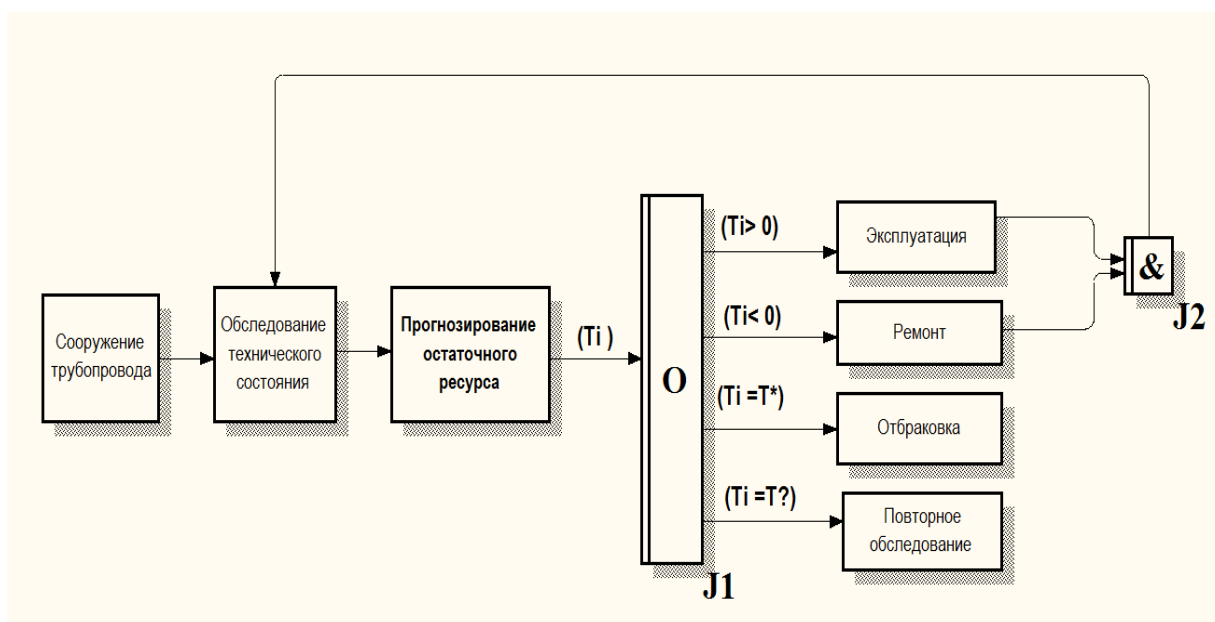 Сооружение
трубопровода
Обследование
технического
состояния
Прогнозирование
остаточного
ресурса
(Ti )
O
J1
(Ti> 0)
Эксплуатация
(Ti< 0)
Ремонт
(Ti =T*)
Отбраковка
(Ti =T?)
Повторное
обследование
&
J2